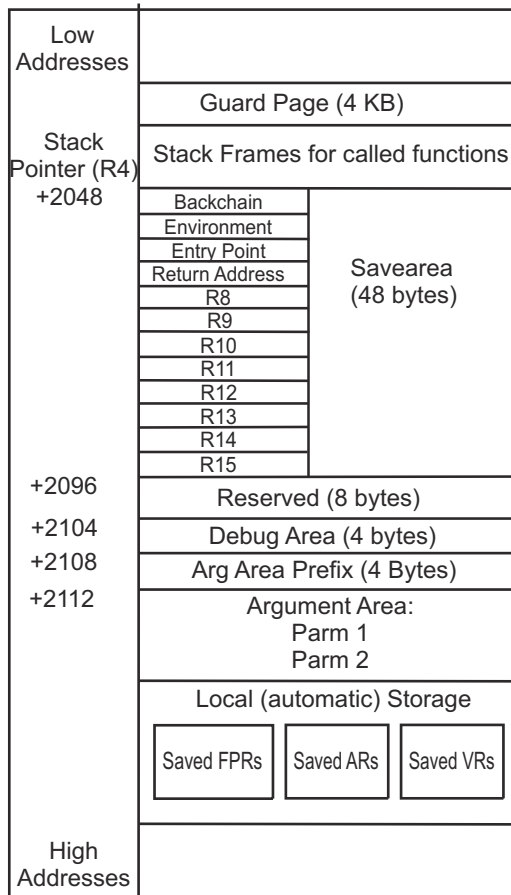 Low
Addresses
Guard Page (4 KB)
Stack
Pointer (R4)
+2048
Stack Frames for called functions
Backchain
Environment
Entry Point
Return Address
R8
R9
R10
R11
R12
R13
R14
R15
Savearea
(48 bytes)
+2096
Reserved (8 bytes)
+2104
Debug Area (4 bytes)
+2108
Arg Area Prefix (4 Bytes)
+2112
Argument Area:
Parm 1
Parm 2
Local (automatic) Storage
Saved FPRs
Saved ARs
Saved VRs
High
Addresses